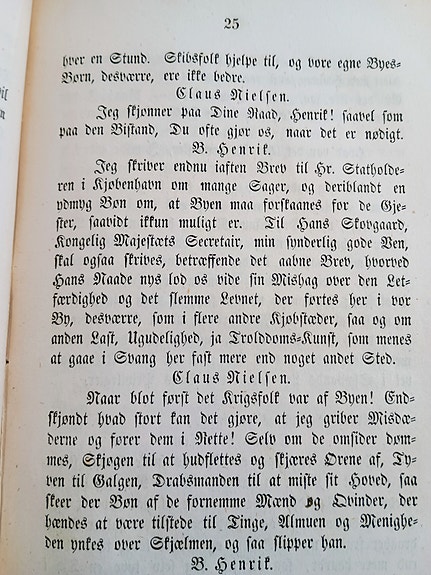 25
hver en Stund. Skibsfolk hjelpe til, og vore egne Byes-
Børn, desværre, ere ikke bedre.
Claus Nielsen.
Jeg skjønner paa Dine Raad, Henrik! saavel som
paa den Bistand, Du ofte gjør os, naar det er nødigt.
B. Henrik.
Jeg skriver endnu iaften Brev til Hr. Statholde-
ren i Kjøbenhavn om mange Sager, og deriblandt en
ydmyg Bøn om, at Byen maa forskaanes for de Gje-
ster, saavidt ikkun muligt er. Til Hans Skovgaard,
Kongelig Majestæts Secretair, min synderlig gode Ven,
skal ogsaa skrives, betræffende det aabne Brev, hvorved
Hans Naade nys lod os vide sin Mishag over den Let-
færdighed og det slemme Levnet, der fortes her i vor
By, desværre, som i flere andre Kjøbstæder, saa og om
anden Last, Ugudelighed, ja Trolddoms-Kunst, som menes
at gaae i Svang her fast mere end noget andet Sted.
Claus Nielsen.
Naar blot først det Krigsfolk var af Byen! End-
skjøndt hvad stort kan det gjøre, at jeg griber Misdæ-
derne og fører dem i Rette! Selv om de omsider døm-
mes, Skjøgen til at hudflettes og skjæres Ørene af, Ty-
ven til Galgen, Drabsmanden til at miste sit Hoved, saa
skeer der Bøn af de fornemme Mænd og Qvinder, der
hændes at være tilstede til Tinge, Almuen og Menighe-
den ynkes over Skjælmen, og saa slipper han.
B. Henrik.